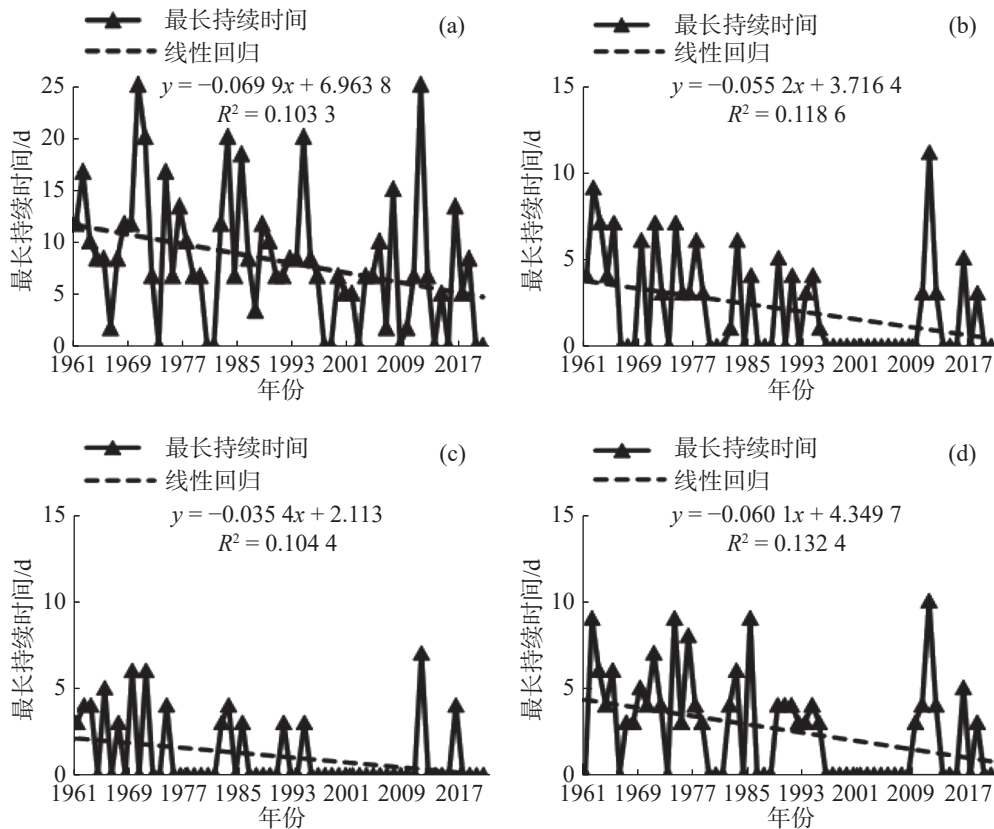 最长持续时间
线性回归
(a)
y = −0.069 9x + 6.963 8
R² = 0.103 3
最长持续时间/d
25
20
15
10
5
0
1961 1969 1977 1985 1993 2001 2009 2017
年份
最长持续时间
线性回归
(b)
y = −0.055 2x + 3.716 4
R² = 0.118 6
最长持续时间/d
15
10
5
0
1961 1969 1977 1985 1993 2001 2009 2017
年份
最长持续时间
线性回归
(c)
y = −0.035 4x + 2.113
R² = 0.104 4
最长持续时间/d
15
10
5
0
1961 1969 1977 1985 1993 2001 2009 2017
年份
最长持续时间
线性回归
(d)
y = −0.060 1x + 4.349 7
R² = 0.132 4
最长持续时间/d
15
10
5
0
1961 1969 1977 1985 1993 2001 2009 2017
年份